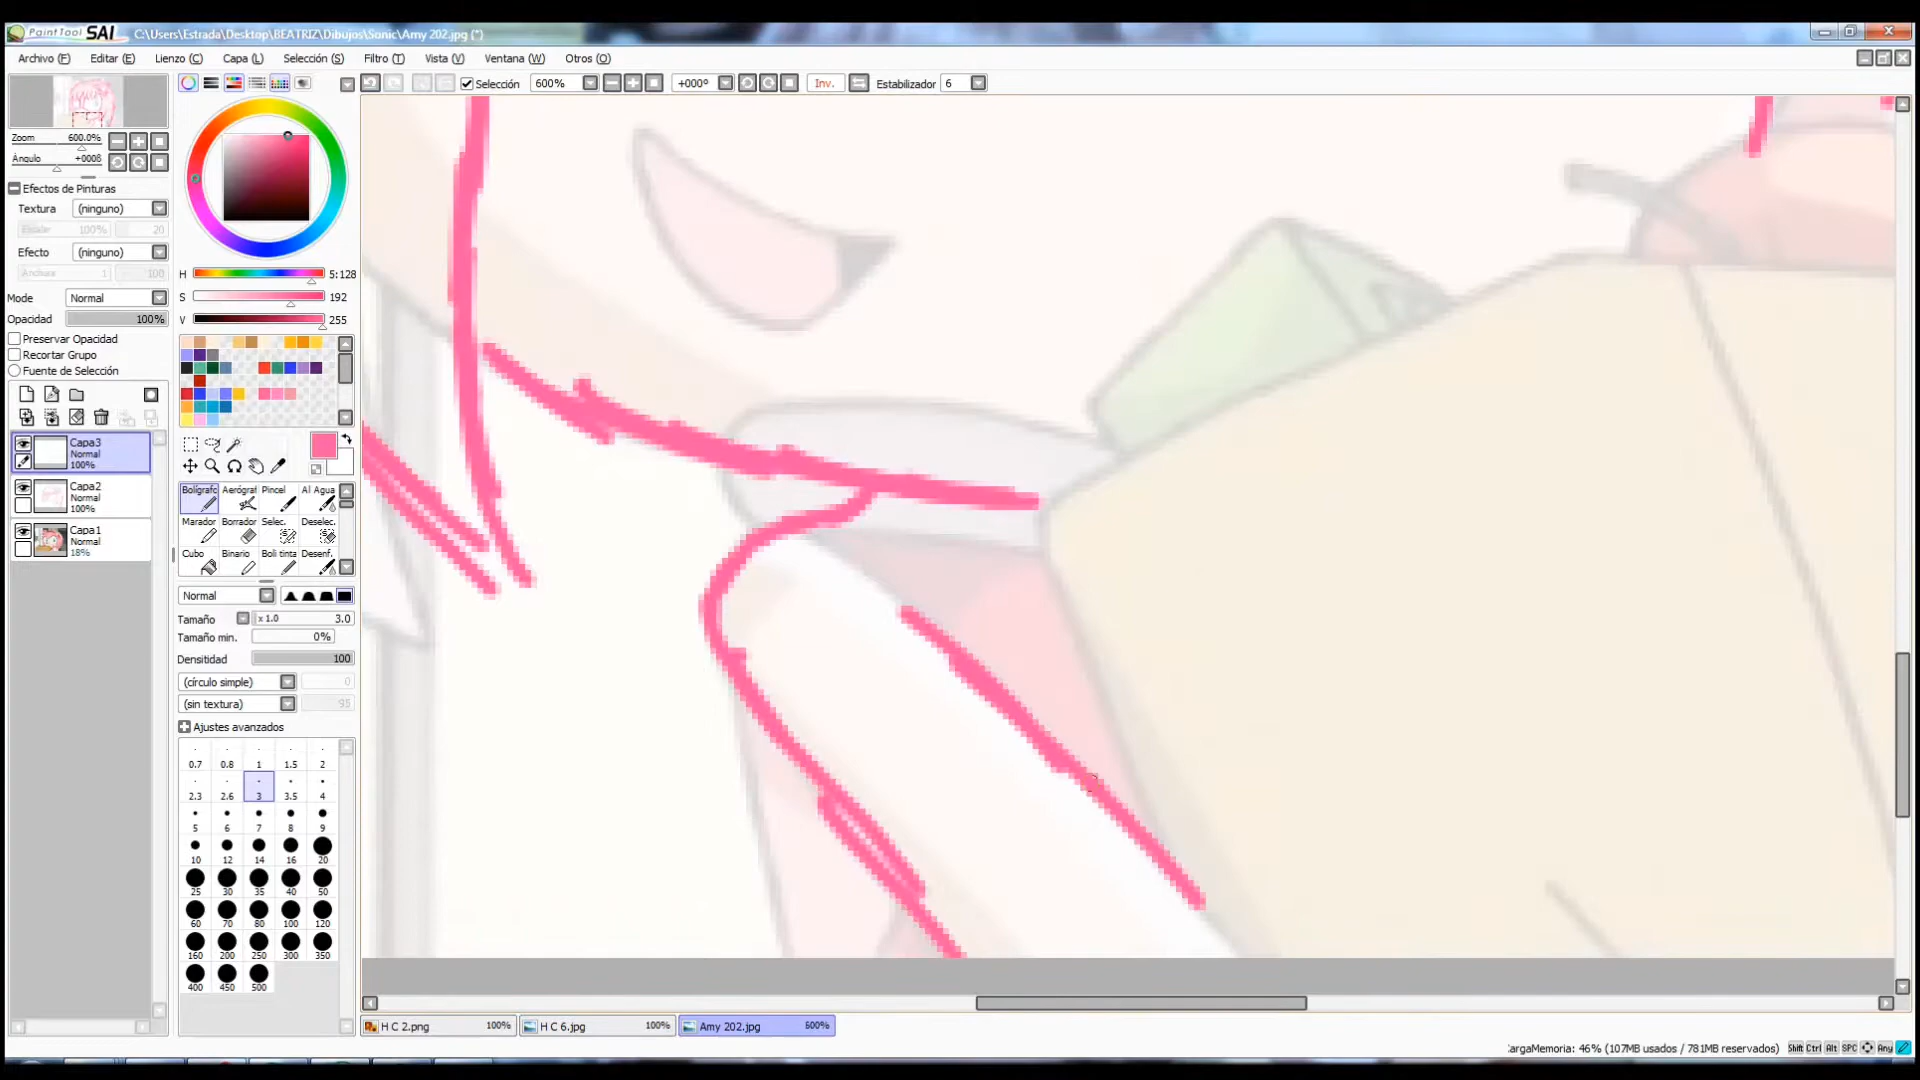 PaintTool SAI C:\Users\Estrada\Desktop\BEATRIZ\Dibujos\Sonic\Amy 202.jpg (*)
Archivo (F) Editar (E) Lienzo (C) Capa (L) Selección (S) Filtro (T) Vista (V) Ventana (W) Otros (O)
Selección 600% +000º Inv. Estabilizador 6
Zoom 600.0%
Ángulo +000ß
Efectos de Pinturas
Textura (ninguno)
Escalar 100% 20
Efecto (ninguno)
Anchura 1 100
Mode Normal
Opacidad 100%
Preservar Opacidad
Recortar Grupo
Fuente de Selección
Capa3
Normal
100%
Capa2
Normal
100%
Capa1
Normal
18%
H 5:128
S 192
V 255
Bolígrafo Aerógraf Pincel Al Agua
Marador Borrador Selec. Deselec.
Cubo Binario Boli tinta Desenf.
Normal
Tamaño x 1.0 3.0
Tamaño min. 0%
Densitidad 100
(círculo simple) 0
(sin textura) 95
Ajustes avanzados
0.7 0.8 1 1.5 2
2.3 2.6 3 3.5 4
5 6 7 8 9
10 12 14 16 20
25 30 35 40 50
60 70 80 100 120
160 200 250 300 350
400 450 500
H C 2.png 100% H C 6.jpg 100% Amy 202.jpg 600%
argaMemoria: 46% (107MB usados / 781MB reservados) Shift Ctrl Alt SPC Any